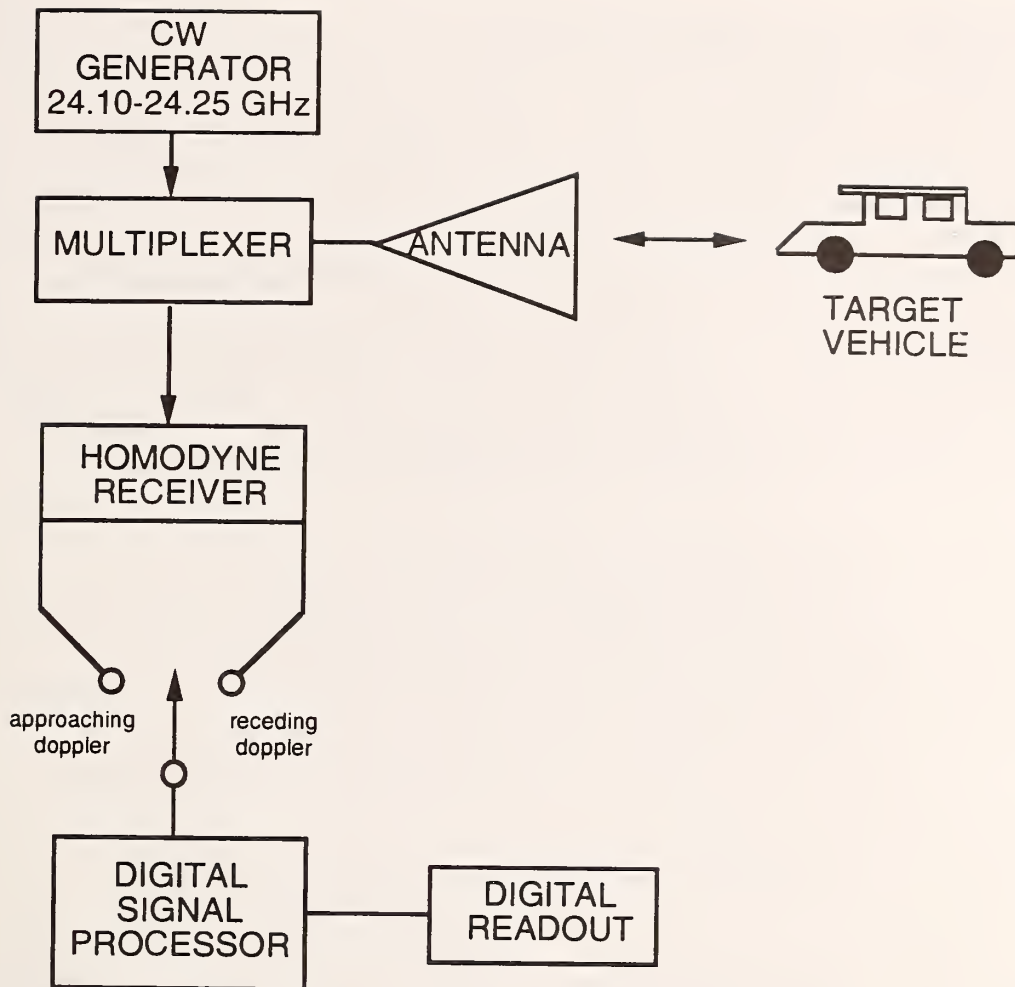 CW
GENERATOR
24.10-24.25 GHz
MULTIPLEXER
ANTENNA
TARGET
VEHICLE
HOMODYNE
RECEIVER
approaching
doppler
receding
doppler
DIGITAL
SIGNAL
PROCESSOR
DIGITAL
READOUT